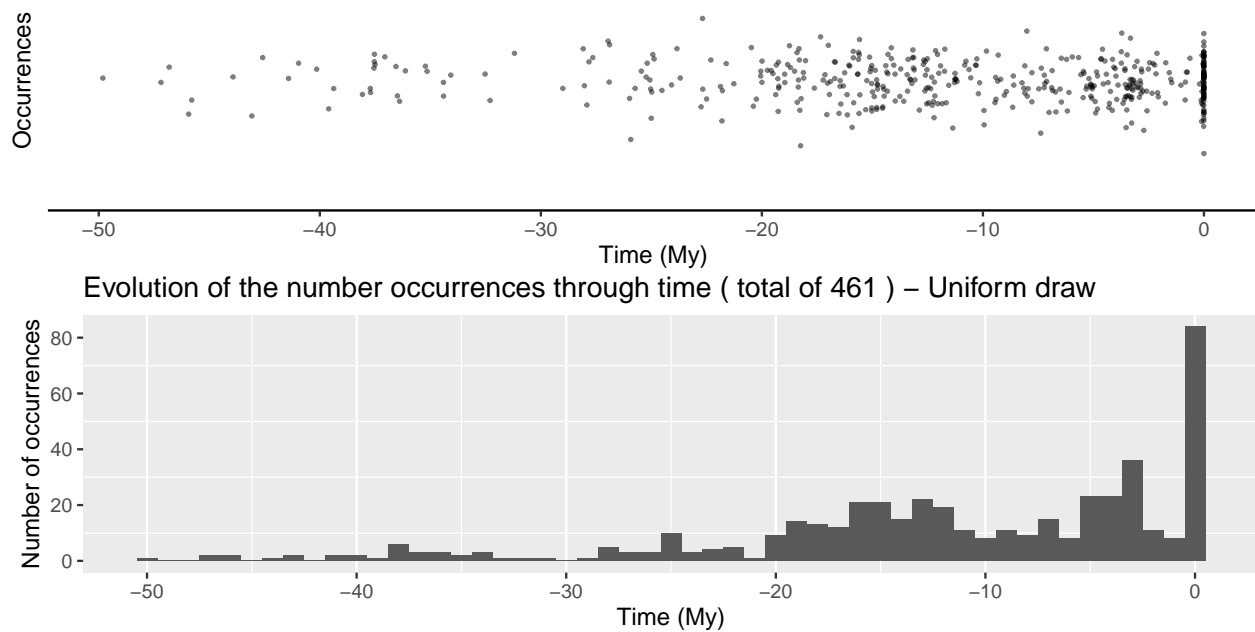 Occurrences
−50 −40 −30 −20 −10 0
Time (My)
Evolution of the number occurrences through time ( total of 461 ) − Uniform draw
Number of occurrences
80
60
40
20
0
−50 −40 −30 −20 −10 0
Time (My)